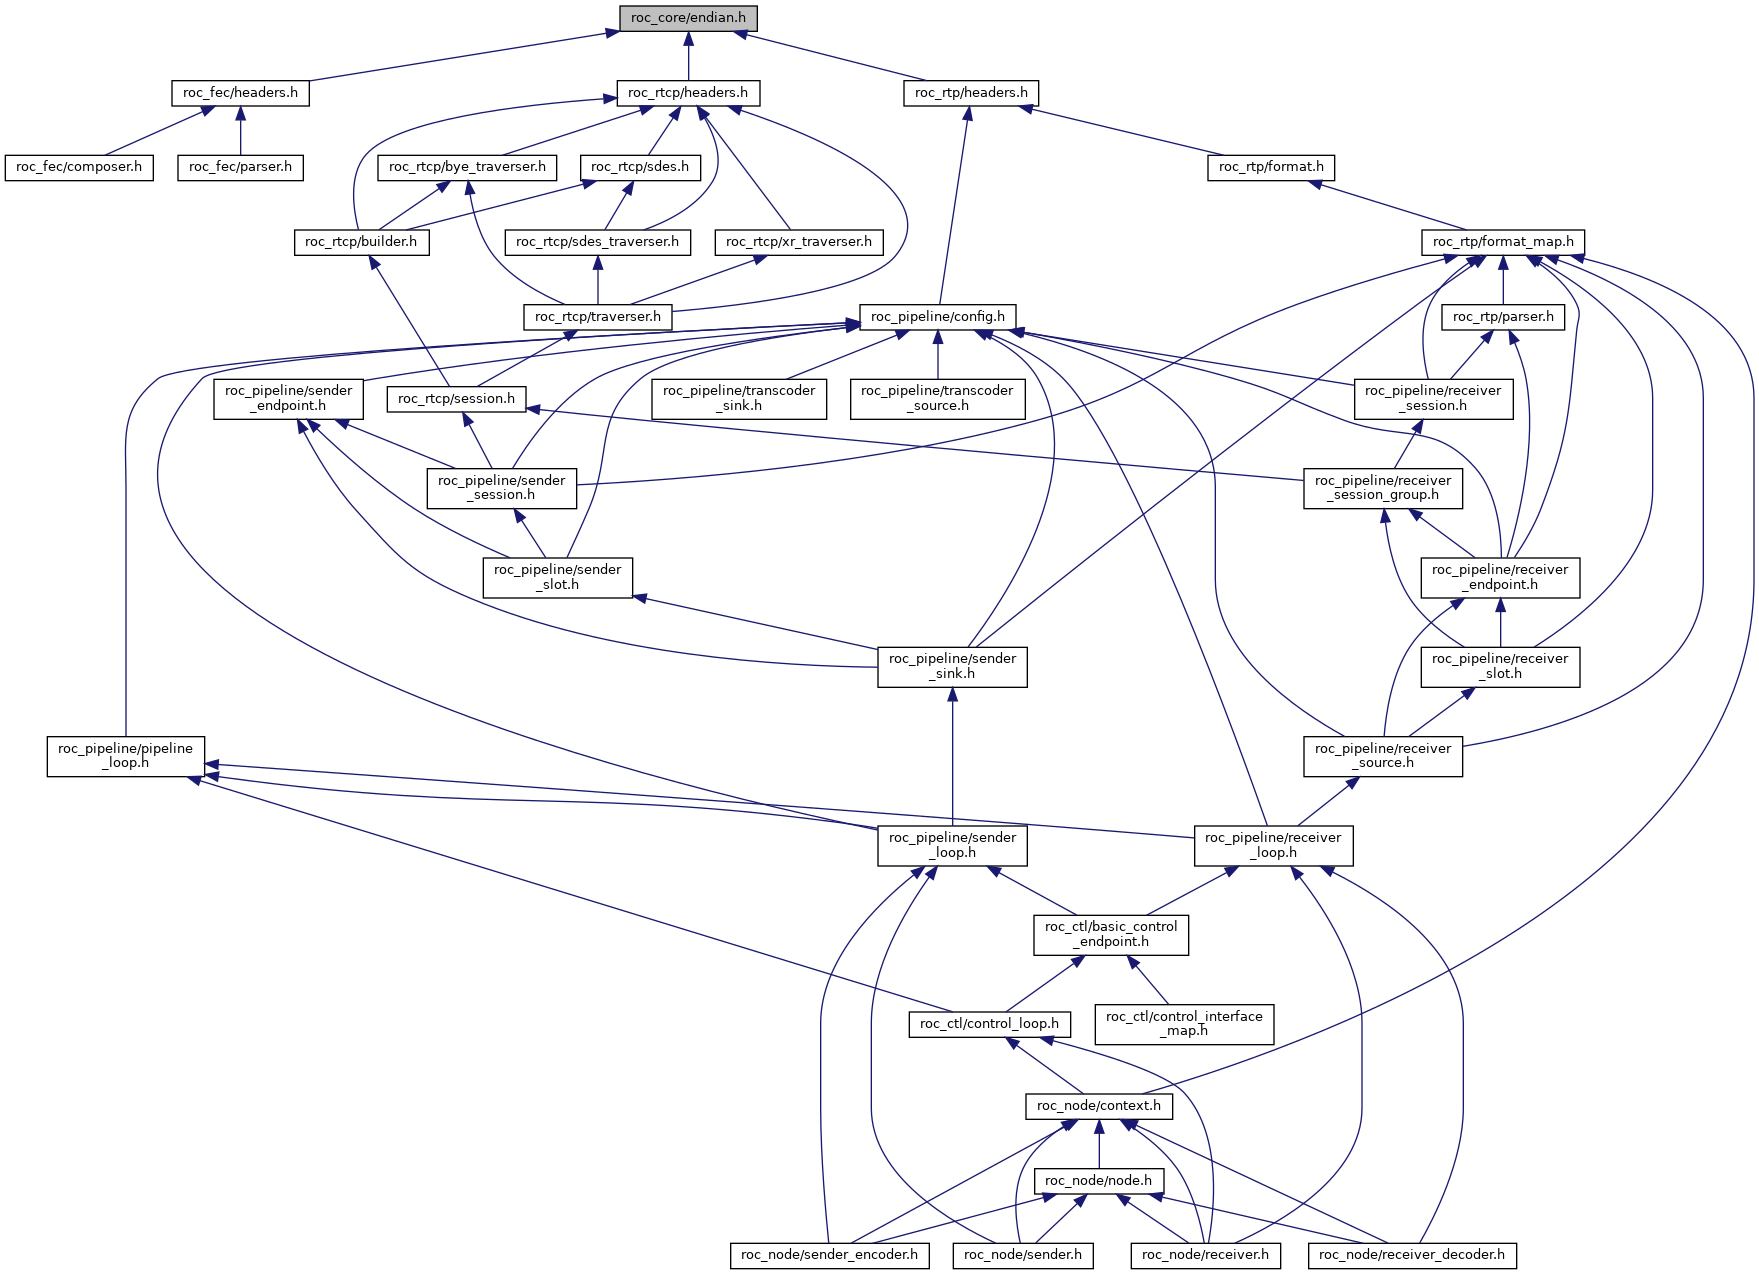 roc_core/endian.h
roc_fec/headers.h
roc_rtcp/headers.h
roc_rtp/headers.h
roc_fec/composer.h
roc_fec/parser.h
roc_rtcp/bye_traverser.h
roc_rtcp/sdes.h
roc_rtp/format.h
roc_rtcp/builder.h
roc_rtcp/sdes_traverser.h
roc_rtcp/xr_traverser.h
roc_rtp/format_map.h
roc_rtcp/traverser.h
roc_pipeline/config.h
roc_rtp/parser.h
roc_pipeline/sender
_endpoint.h
roc_rtcp/session.h
roc_pipeline/transcoder
_sink.h
roc_pipeline/transcoder
_source.h
roc_pipeline/receiver
_session.h
roc_pipeline/sender
_session.h
roc_pipeline/receiver
_session_group.h
roc_pipeline/sender
_slot.h
roc_pipeline/receiver
_endpoint.h
roc_pipeline/sender
_sink.h
roc_pipeline/receiver
_slot.h
roc_pipeline/pipeline
_loop.h
roc_pipeline/receiver
_source.h
roc_pipeline/sender
_loop.h
roc_pipeline/receiver
_loop.h
roc_ctl/basic_control
_endpoint.h
roc_ctl/control_loop.h
roc_ctl/control_interface
_map.h
roc_node/context.h
roc_node/node.h
roc_node/sender_encoder.h
roc_node/sender.h
roc_node/receiver.h
roc_node/receiver_decoder.h